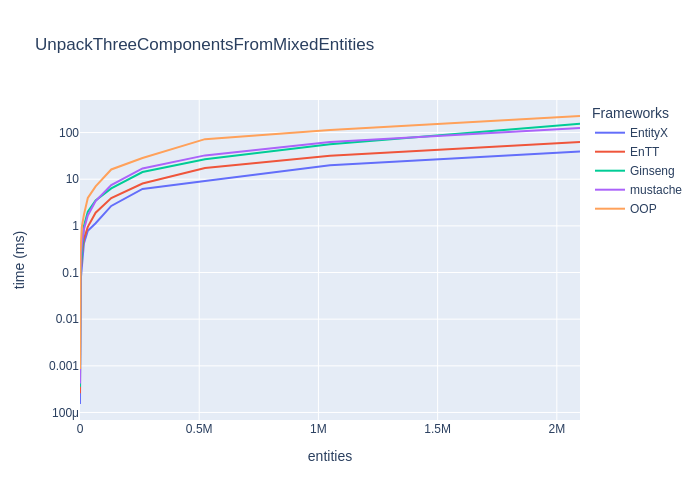 UnpackThreeComponentsFromMixedEntities
Frameworks
EntityX
EnTT
Ginseng
mustache
OOP
time (ms)
100
10
1
0.1
0.01
0.001
100μ
0
0.5M
1M
1.5M
2M
entities